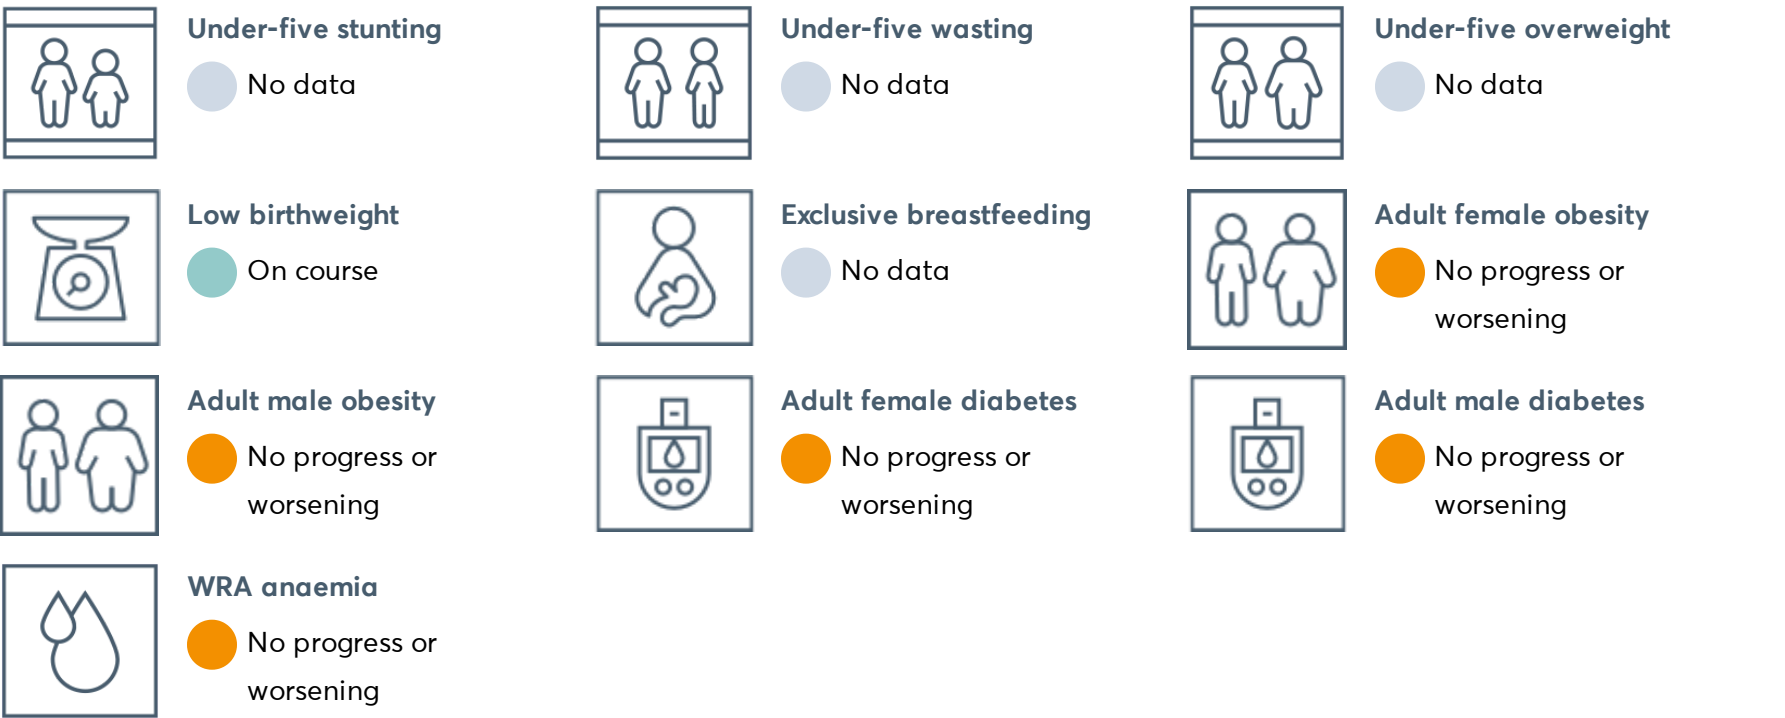 Under-five stunting
No data
Under-five wasting
No data
Under-five overweight
No data
Low birthweight
On course
Exclusive breastfeeding
No data
Adult female obesity
No progress or
worsening
Adult male obesity
No progress or
worsening
Adult female diabetes
No progress or
worsening
Adult male diabetes
No progress or
worsening
WRA anaemia
No progress or
worsening